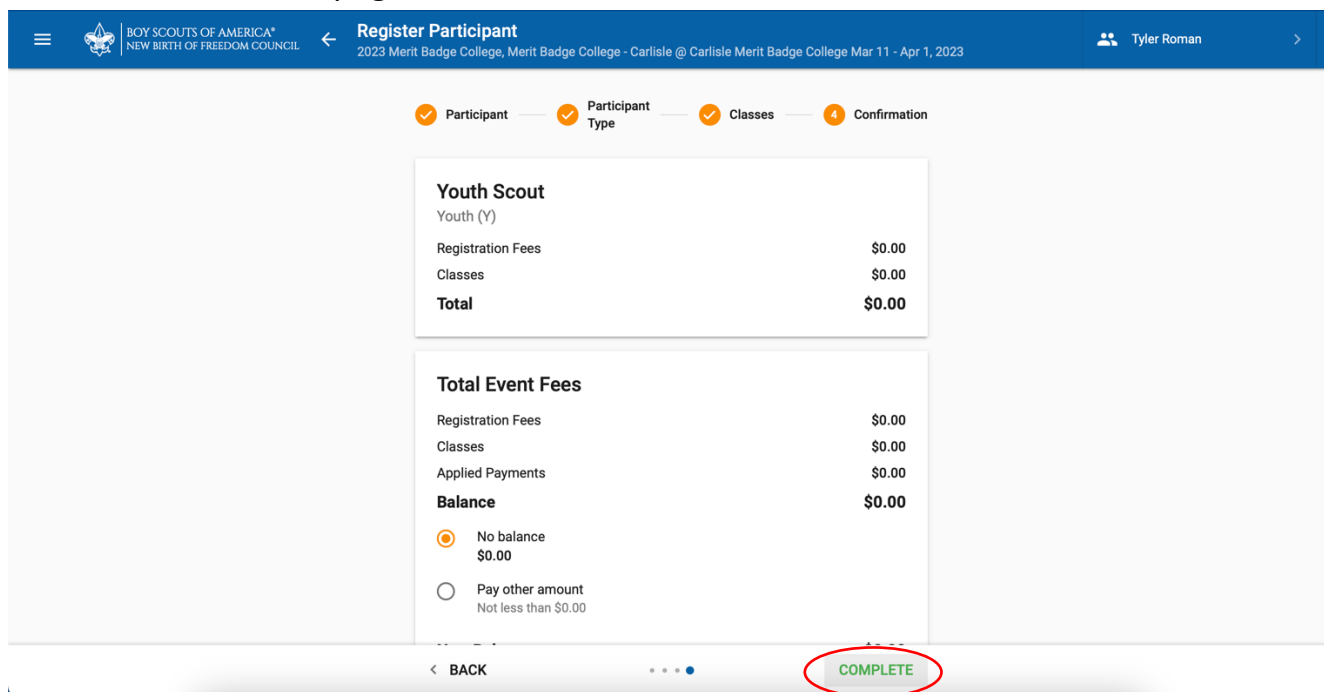 BOY SCOUTS OF AMERICA®
NEW BIRTH OF FREEDOM COUNCIL
Register Participant
2023 Merit Badge College, Merit Badge College - Carlisle @ Carlisle Merit Badge College Mar 11 - Apr 1, 2023
Tyler Roman
Participant
Participant
Type
Classes
4 Confirmation
Youth Scout
Youth (Y)
Registration Fees $0.00
Classes $0.00
Total $0.00
Total Event Fees
Registration Fees $0.00
Classes $0.00
Applied Payments $0.00
Balance $0.00
No balance
$0.00
Pay other amount
Not less than $0.00
BACK
COMPLETE